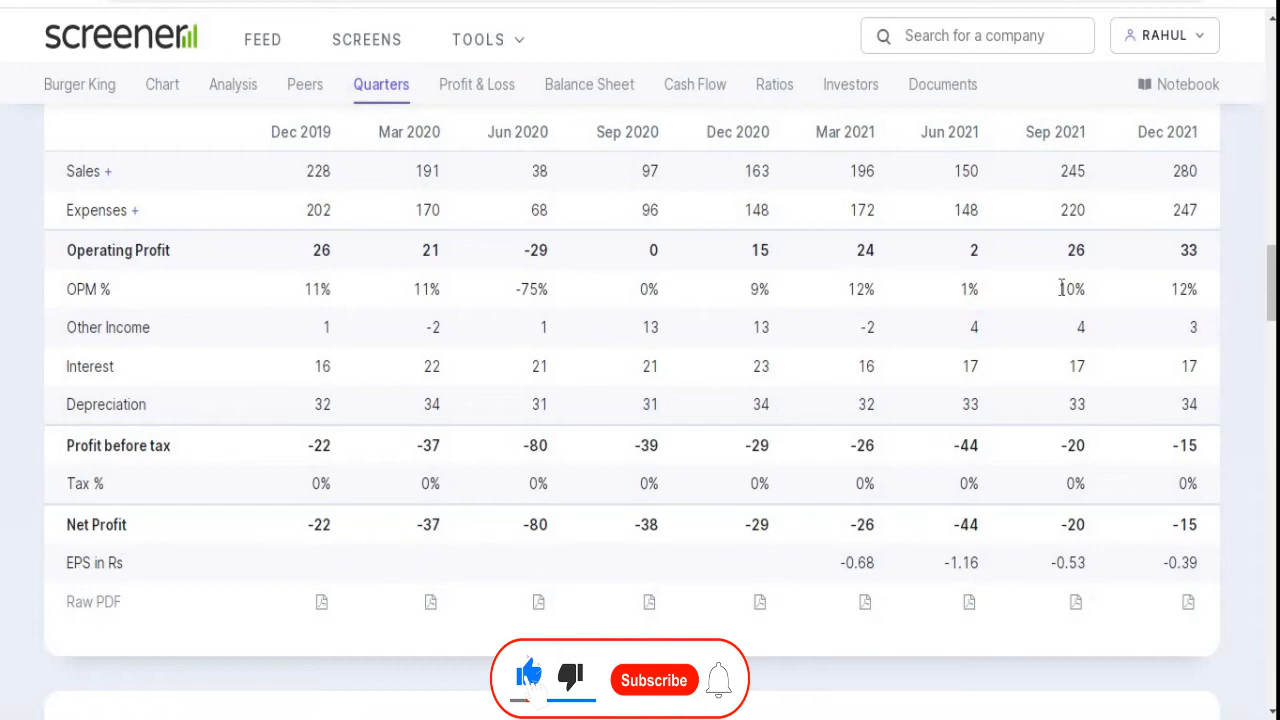 screener
FEED SCREENS TOOLS Search for a company RAHUL
Burger King Chart Analysis Peers Quarters Profit & Loss Balance Sheet Cash Flow Ratios Investors Documents Notebook
Dec 2019 Mar 2020 Jun 2020 Sep 2020 Dec 2020 Mar 2021 Jun 2021 Sep 2021 Dec 2021
Sales + 228 191 38 97 163 196 150 245 280
Expenses + 202 170 68 96 148 172 148 220 247
Operating Profit 26 21 -29 0 15 24 2 26 33
OPM % 11% 11% -75% 0% 9% 12% 1% 10% 12%
Other Income 1 -2 1 13 13 -2 4 4 3
Interest 16 22 21 21 23 16 17 17 17
Depreciation 32 34 31 31 34 32 33 33 34
Profit before tax -22 -37 -80 -39 -29 -26 -44 -20 -15
Tax % 0% 0% 0% 0% 0% 0% 0% 0% 0%
Net Profit -22 -37 -80 -38 -29 -26 -44 -20 -15
EPS in Rs -0.68 -1.16 -0.53 -0.39
Raw PDF
Subscribe